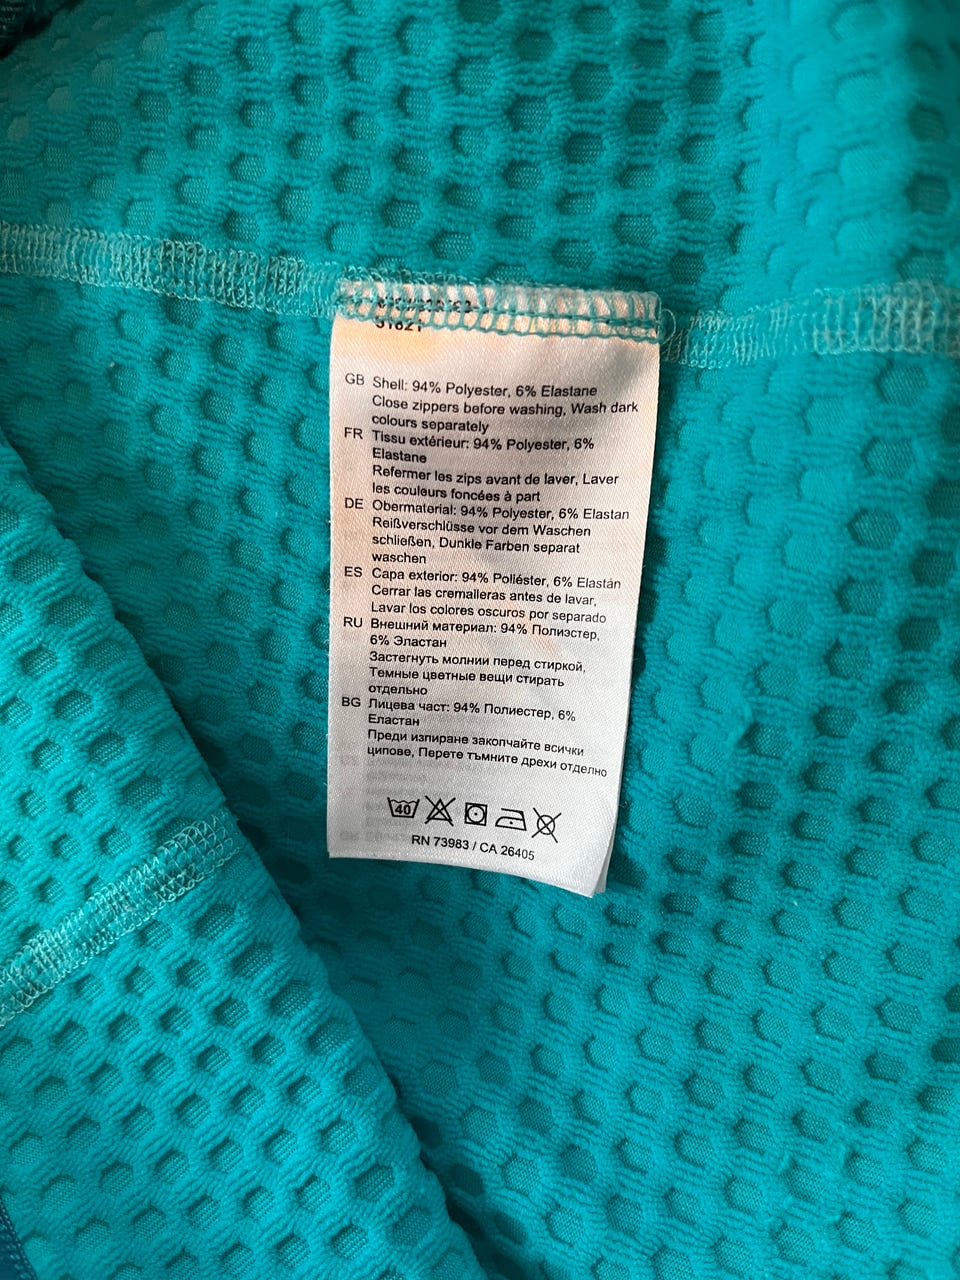 31821
GB Shell: 94% Polyester, 6% Elastane
Close zippers before washing, Wash dark
colours separately
FR Tissu extérieur: 94% Polyester, 6%
Elastane
Refermer les zips avant de laver, Laver
les couleurs foncées à part
DE Obermaterial: 94% Polyester, 6% Elastan
Reißverschlüsse vor dem Waschen
schließen, Dunkle Farben separat
waschen
ES Capa exterior: 94% Poliéster, 6% Elastán
Cerrar las cremalleras antes de lavar,
Lavar los colores oscuros por separado
RU Внешний материал: 94% Полиэстер,
6% Эластан
Застегнуть молнии перед стиркой,
Темные цветные вещи стирать
отдельно
BG Лицева част: 94% Полиестер, 6%
Еластан
Преди изпиране закопчайте всички
ципове, Перете тъмните дрехи отделно
40
RN 73983 / CA 26405